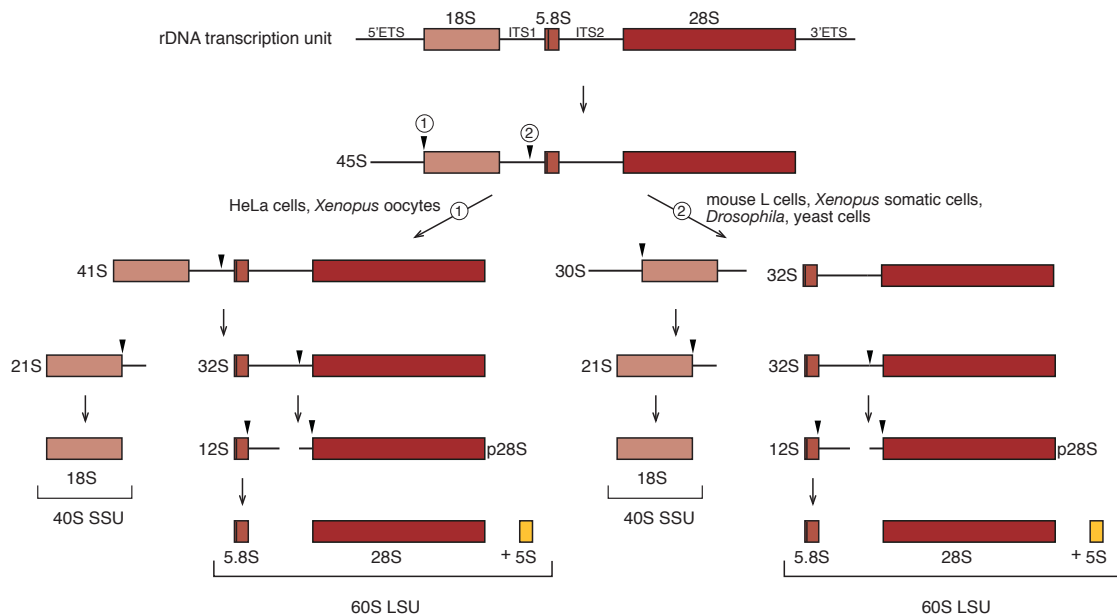 18S
5.8S
28S
rDNA transcription unit
5'ETS
ITS1
ITS2
3'ETS
1
2
45S
HeLa cells, Xenopus oocytes
1
2
mouse L cells, Xenopus somatic cells,
Drosophila, yeast cells
41S
30S
32S
21S
32S
21S
32S
12S
p28S
12S
p28S
18S
40S SSU
18S
40S SSU
5.8S
28S
+ 5S
5.8S
28S
+ 5S
60S LSU
60S LSU